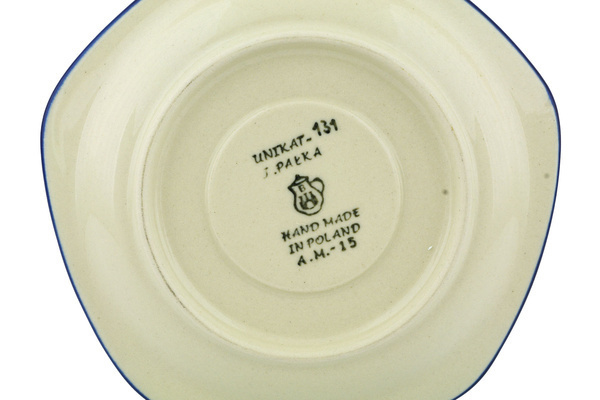 UNIKAT-131
PAŁKA
B
HAND MADE
IN POLAND
A.M.-15